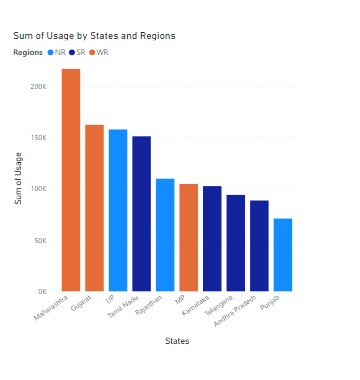 Sum of Usage by States and Regions
Regions NR SR WR
200K
150K
100K
50K
0K
Sum of Usage
Maharashtra
Gujarat
UP
Tamil Nadu
Rajasthan
MP
Karnataka
Telangana
Andhra Pradesh
Punjab
States